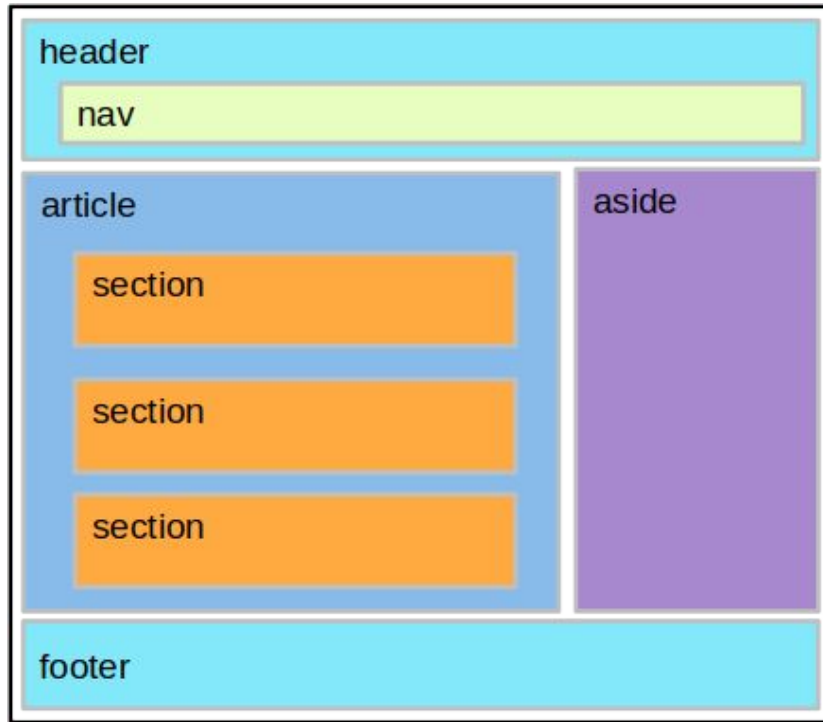 header
nav
article
aside
section
section
section
footer